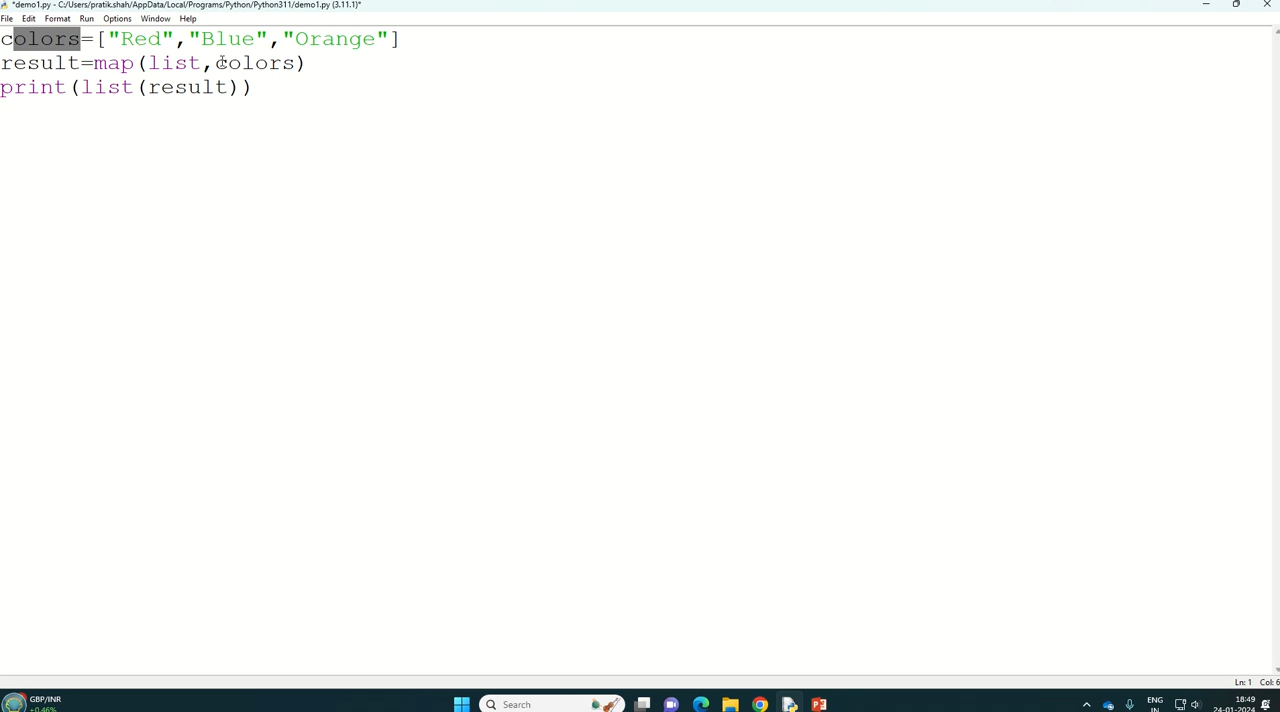 *demo1.py - C:/Users/pratik.shah/AppData/Local/Programs/Python/Python311/demo1.py (3.11.1)*
File Edit Format Run Options Window Help
colors=["Red","Blue","Orange"]
result=map(list,colors)
print(list(result))
Ln: 1 Col: 6
GBP/INR
+0.46%
Search
ENG
IN
18:49
24-01-2024